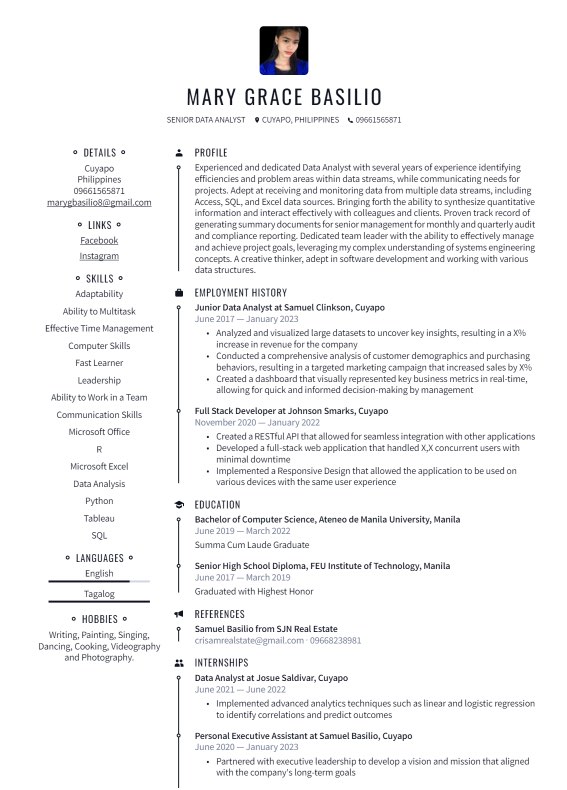 MARY GRACE BASILIO
SENIOR DATA ANALYST CUYAPO, PHILIPPINES 09661565871
DETAILS
Cuyapo
Philippines
09661565871
marygbasilio8@gmail.com
LINKS
Facebook
Instagram
SKILLS
Adaptability
Ability to Multitask
Effective Time Management
Computer Skills
Fast Learner
Leadership
Ability to Work in a Team
Communication Skills
Microsoft Office
R
Microsoft Excel
Data Analysis
Python
Tableau
SQL
LANGUAGES
English
Tagalog
HOBBIES
Writing, Painting, Singing,
Dancing, Cooking, Videography
and Photography.
PROFILE
Experienced and dedicated Data Analyst with several years of experience identifying
efficiencies and problem areas within data streams, while communicating needs for
projects. Adept at receiving and monitoring data from multiple data streams, including
Access, SQL, and Excel data sources. Bringing forth the ability to synthesize quantitative
information and interact effectively with colleagues and clients. Proven track record of
generating summary documents for senior management for monthly and quarterly audit
and compliance reporting. Dedicated team leader with the ability to effectively manage
and achieve project goals, leveraging my complex understanding of systems engineering
concepts. A creative thinker, adept in software development and working with various
data structures.
EMPLOYMENT HISTORY
Junior Data Analyst at Samuel Clinkson, Cuyapo
June 2017 — January 2023
• Analyzed and visualized large datasets to uncover key insights, resulting in a X%
increase in revenue for the company
• Conducted a comprehensive analysis of customer demographics and purchasing
behaviors, resulting in a targeted marketing campaign that increased sales by X%
• Created a dashboard that visually represented key business metrics in real-time,
allowing for quick and informed decision-making by management
Full Stack Developer at Johnson Smarks, Cuyapo
November 2020 — January 2022
• Created a RESTful API that allowed for seamless integration with other applications
• Developed a full-stack web application that handled X,X concurrent users with
minimal downtime
• Implemented a Responsive Design that allowed the application to be used on
various devices with the same user experience
EDUCATION
Bachelor of Computer Science, Ateneo de Manila University, Manila
June 2019 — March 2022
Summa Cum Laude Graduate
Senior High School Diploma, FEU Institute of Technology, Manila
June 2017 — March 2019
Graduated with Highest Honor
REFERENCES
Samuel Basilio from SJN Real Estate
crisamrealstate@gmail.com · 09668238981
INTERNSHIPS
Data Analyst at Josue Saldivar, Cuyapo
June 2021 — June 2022
• Implemented advanced analytics techniques such as linear and logistic regression
to identify correlations and predict outcomes
Personal Executive Assistant at Samuel Basilio, Cuyapo
June 2020 — January 2023
• Partnered with executive leadership to develop a vision and mission that aligned
with the company's long-term goals